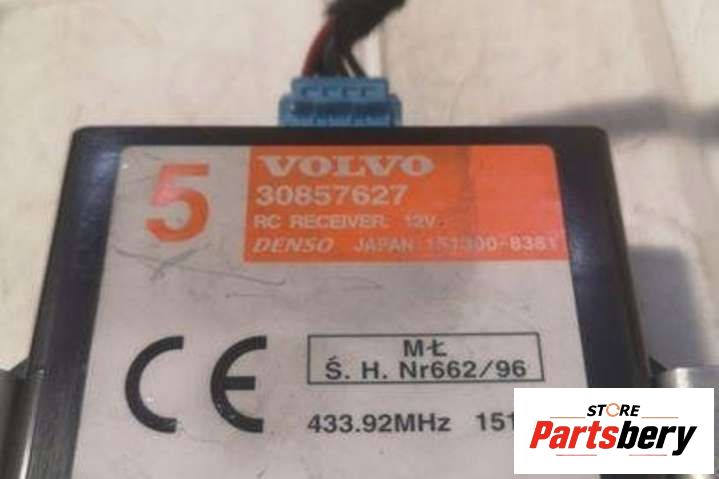 5
VOLVO
30857627
RC RECEIVER. 12V.
DENSO JAPAN 151300-8381
CE
MŁ
Ś. H. Nr662/96
433.92MHz 151
STORE
Partsbery